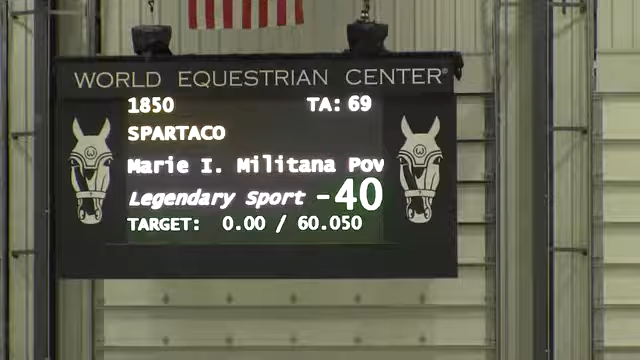 WORLD EQUESTRIAN CENTER®
1850 TA: 69
SPARTACO
Marie I. Militana Pov
Legendary Sport -40
TARGET: 0.00 / 60.050